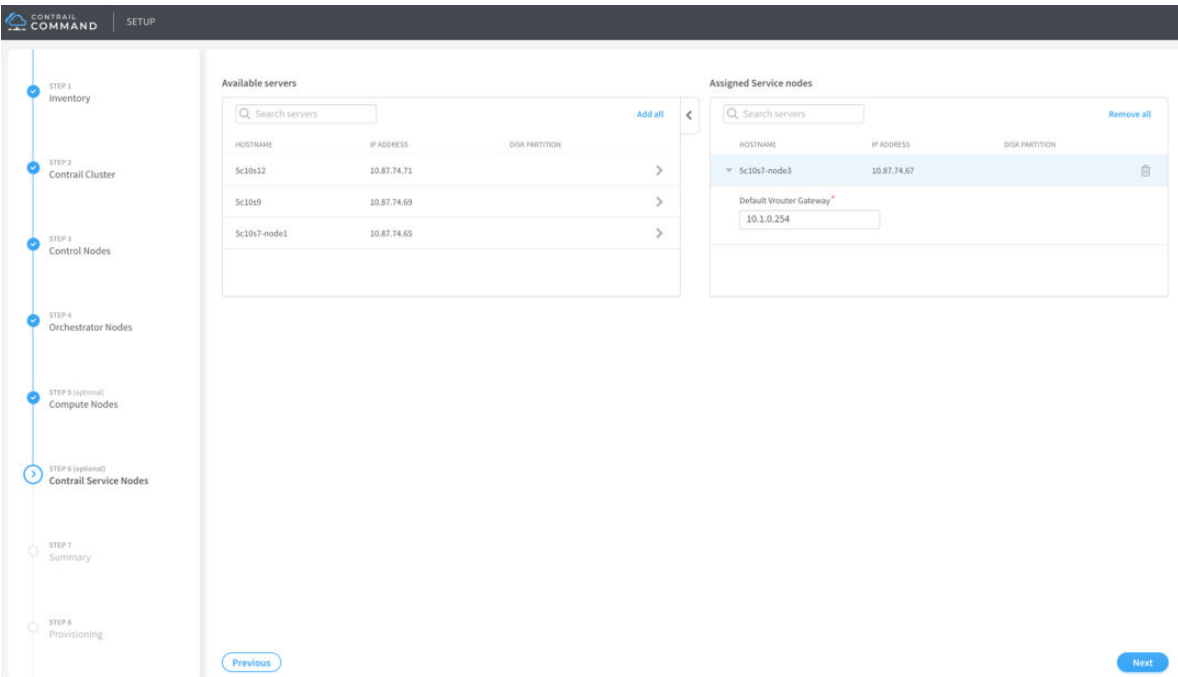 CONTRAIL
COMMAND
SETUP
STEP 1
Inventory
STEP 2
Contrail Cluster
STEP 3
Control Nodes
STEP 4
Orchestrator Nodes
STEP 5 (optional)
Compute Nodes
STEP 6 (optional)
Contrail Service Nodes
STEP 7
Summary
STEP 8
Provisioning
Available servers
Search servers
Add all
HOSTNAME IP ADDRESS DISK PARTITION
5c10s12 10.87.74.71
5c10s9 10.87.74.69
5c10s7-node1 10.87.74.65
Assigned Service nodes
Search servers
Remove all
HOSTNAME IP ADDRESS DISK PARTITION
5c10s7-node3 10.87.74.67
Default Vrouter Gateway*
10.1.0.254
Previous
Next